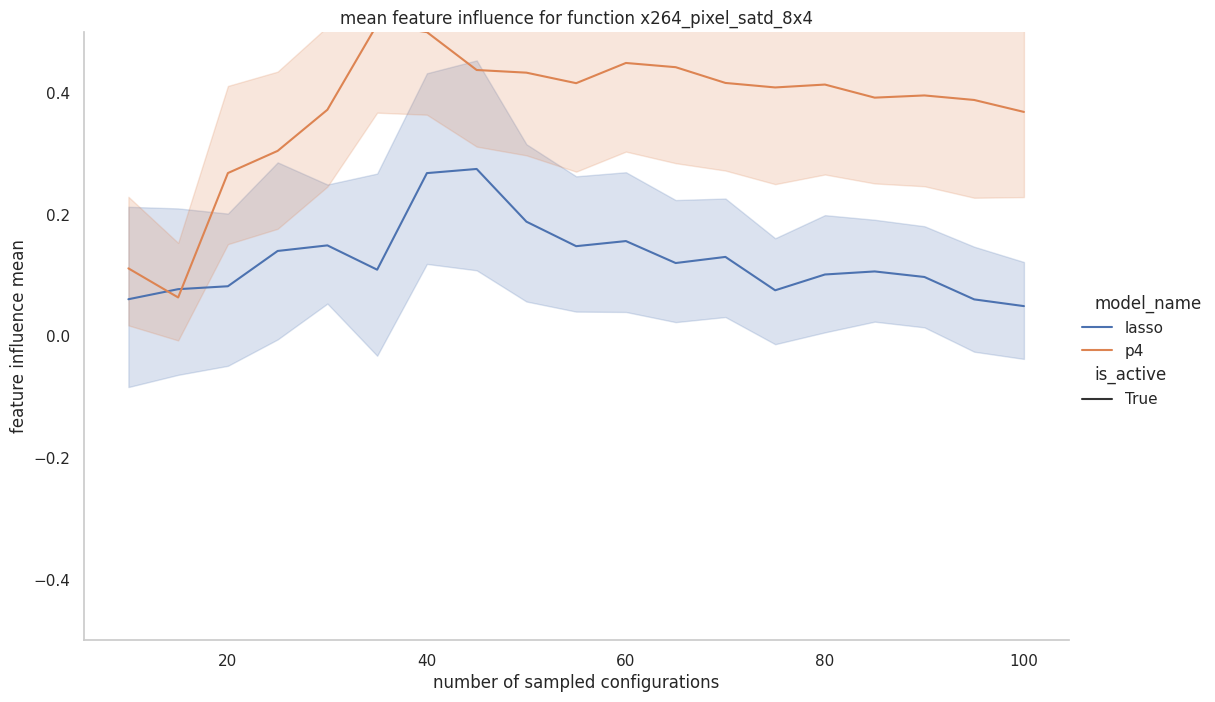 mean feature influence for function x264_pixel_satd_8x4
feature influence mean
0.4
0.2
0.0
−0.2
−0.4
20
40
60
80
100
number of sampled configurations
model_name
lasso
p4
is_active
True